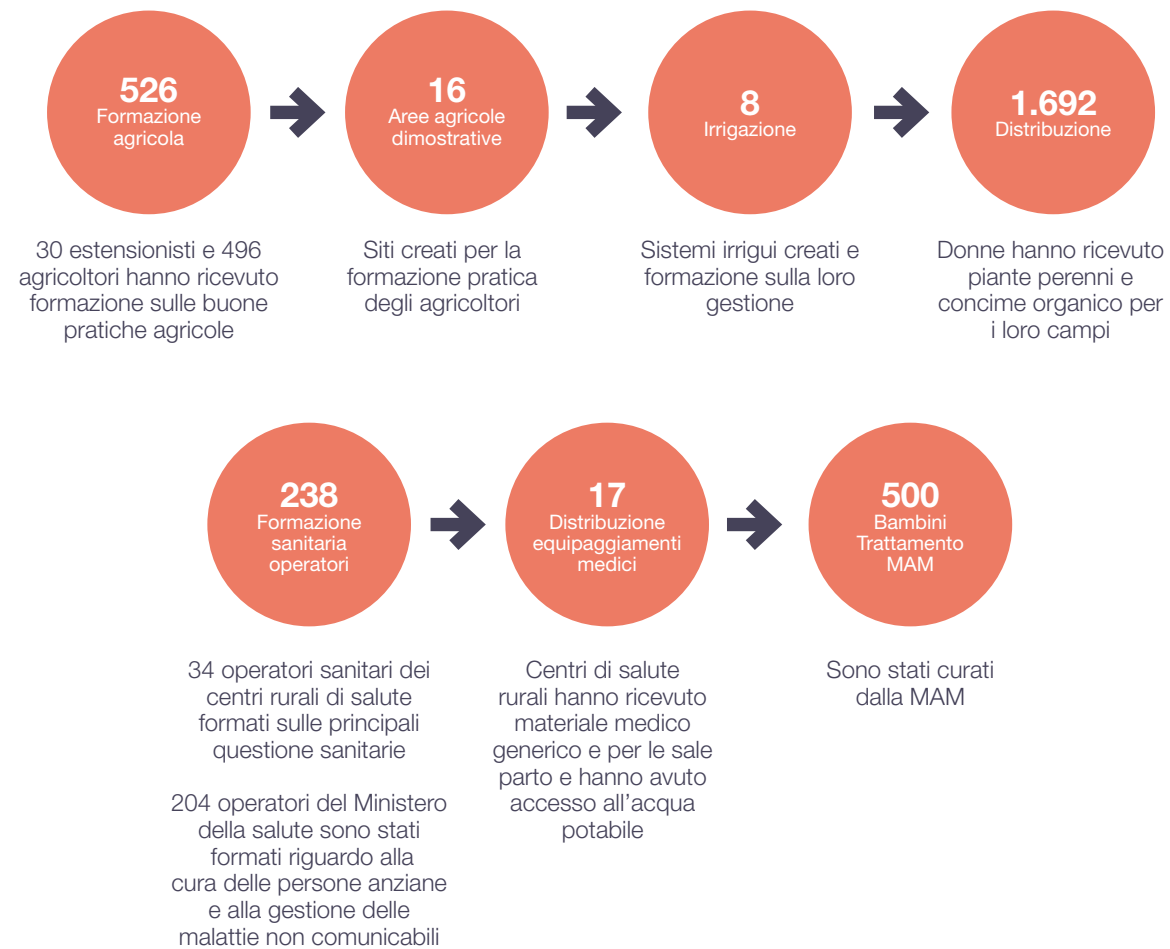 526
Formazione
agricola
30 estensionisti e 496
agricoltori hanno ricevuto
formazione sulle buone
pratiche agricole
16
Aree agricole
dimostrative
Siti creati per la
formazione pratica
degli agricoltori
8
Irrigazione
Sistemi irrigui creati e
formazione sulla loro
gestione
1.692
Distribuzione
Donne hanno ricevuto
piante perenni e
concime organico per
i loro campi
238
Formazione
sanitaria
operatori
34 operatori sanitari dei
centri rurali di salute
formati sulle principali
questione sanitarie
204 operatori del Ministero
della salute sono stati
formati riguardo alla
cura delle persone anziane
e alla gestione delle
malattie non comunicabili
17
Distribuzione
equipaggiamenti
medici
Centri di salute
rurali hanno ricevuto
materiale medico
generico e per le sale
parto e hanno avuto
accesso all’acqua
potabile
500
Bambini
Trattamento
MAM
Sono stati curati
dalla MAM